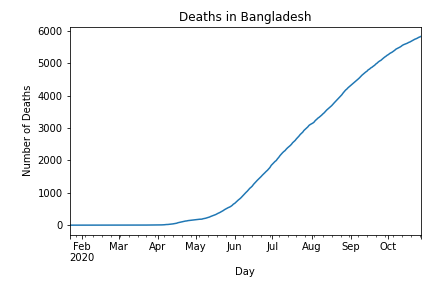 Deaths in Bangladesh
6000
5000
4000
3000
2000
1000
0
Number of Deaths
Feb Mar Apr May Jun Jul Aug Sep Oct
2020
Day